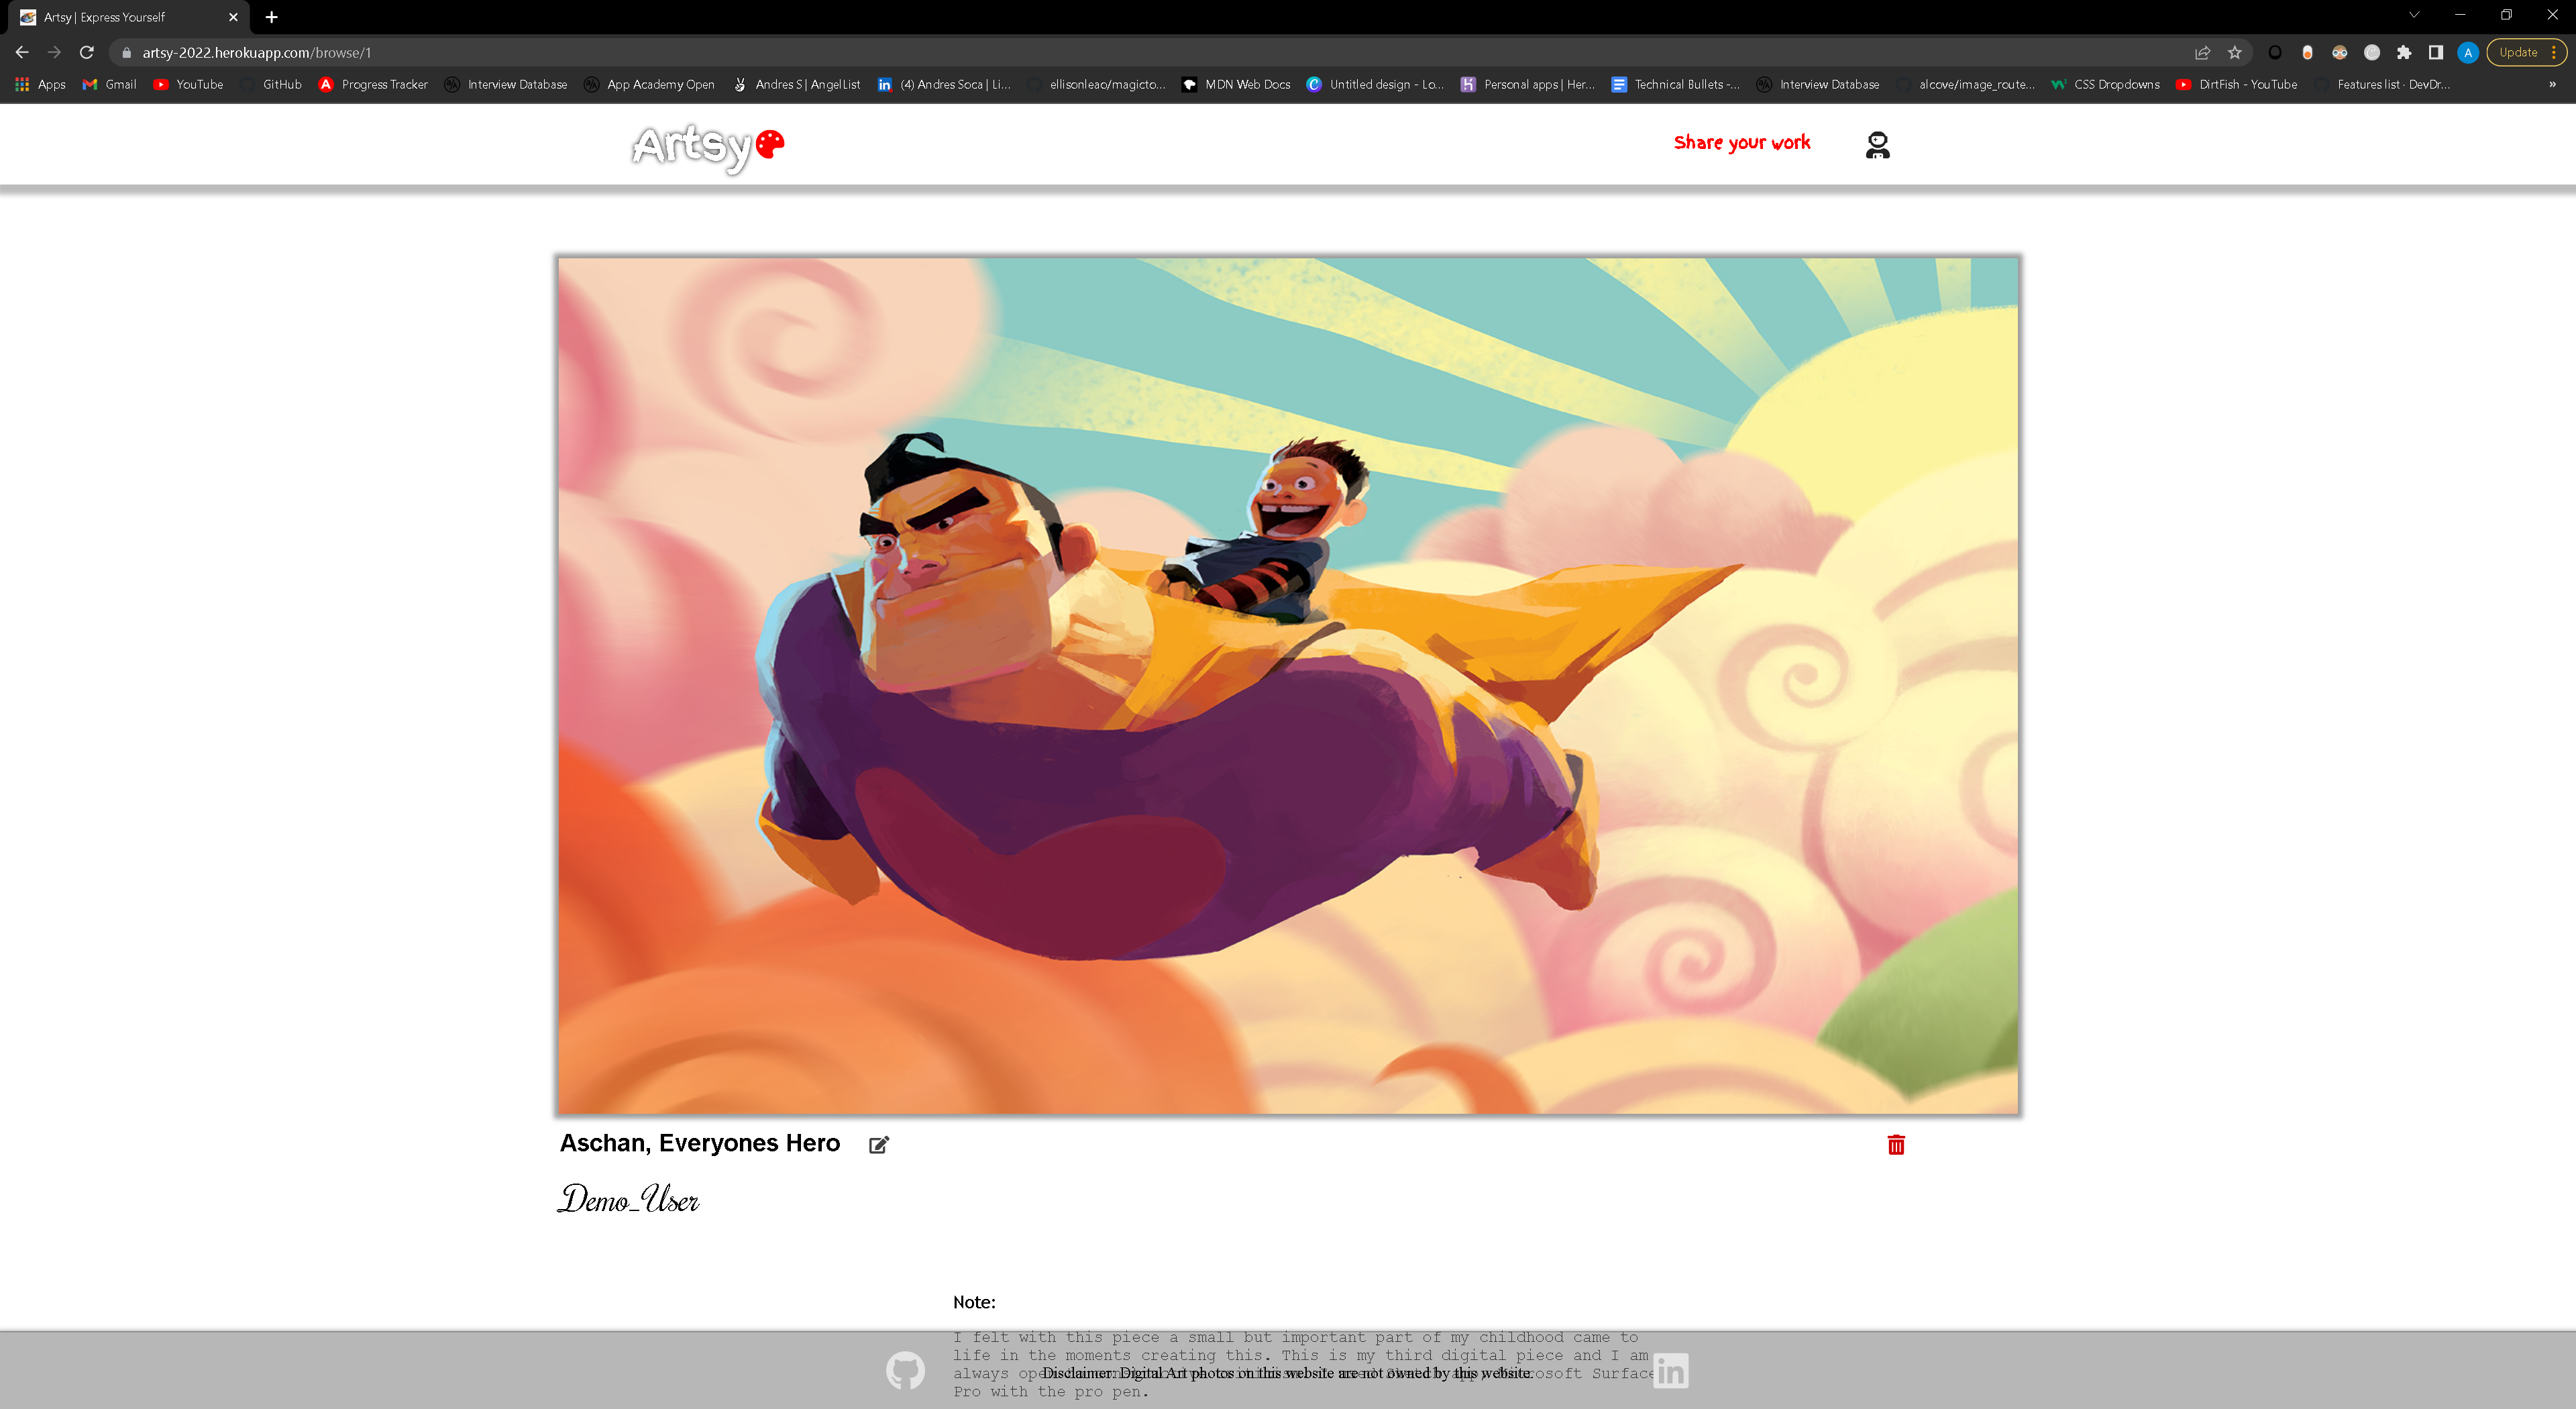 Artsy | Express Yourself
artsy-2022.herokuapp.com/browse/1
A
Update
Apps
Gmail
YouTube
GitHub
Progress Tracker
Interview Database
App Academy Open
Andres S | AngelList
(4) Andres Soca | Li...
ellisonleao/magicto...
MDN Web Docs
Untitled design - Lo...
Personal apps | Her...
Technical Bullets -...
Interview Database
alcove/image_route...
CSS Dropdowns
DirtFish - YouTube
Features list · DevDr...
»
Artsy
Share your work
Aschan, Everyones Hero
Demo_User
Note:
I felt with this piece a small but important part of my childhood came to
life in the moments creating this. This is my third digital piece and I am
always
Disclaimer: Digital Art photos on this website are not owned by this website.
Surface
Pro with the pro pen.
in